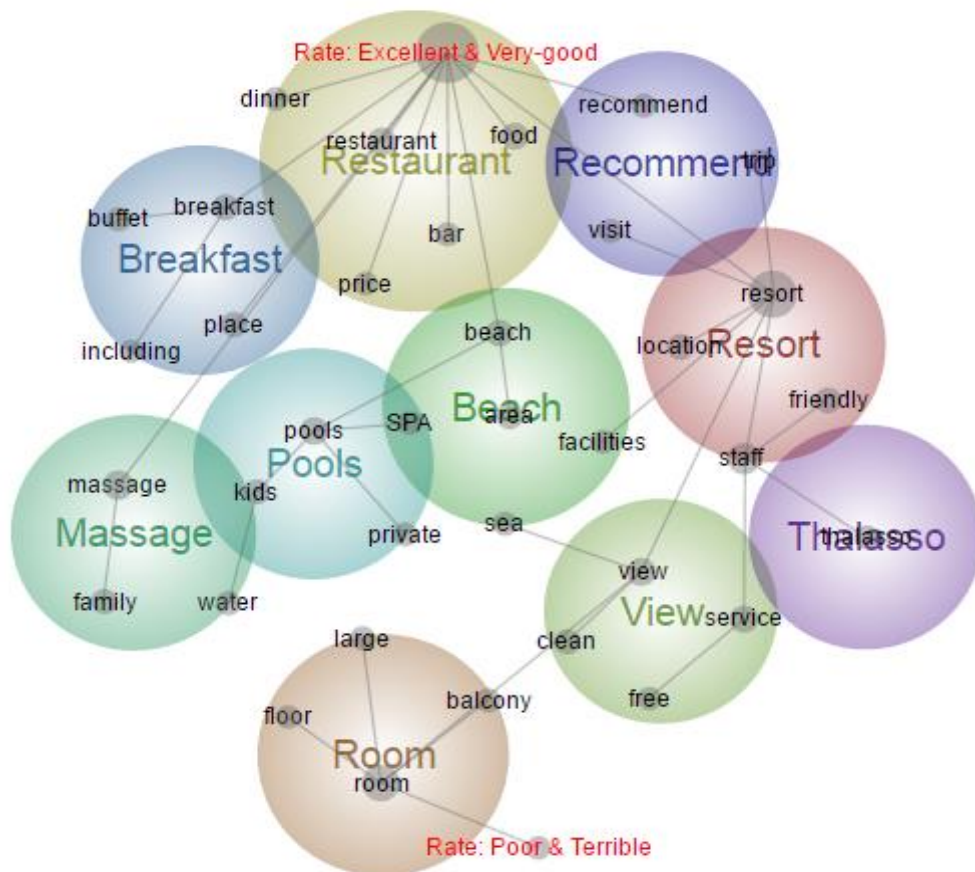 Rate: Excellent & Very-good
dinner
recommend
restaurant
food
Restaurant
Recommend
trip
buffet
breakfast
visit
bar
Breakfast
price
resort
place
beach
including
location
Resort
friendly
SPA
Beach
area
pools
facilities
staff
Pools
massage
kids
sea
private
Massage
thalasso
Thalasso
view
family
water
View
service
large
clean
balcony
free
floor
Room
room
Rate: Poor & Terrible